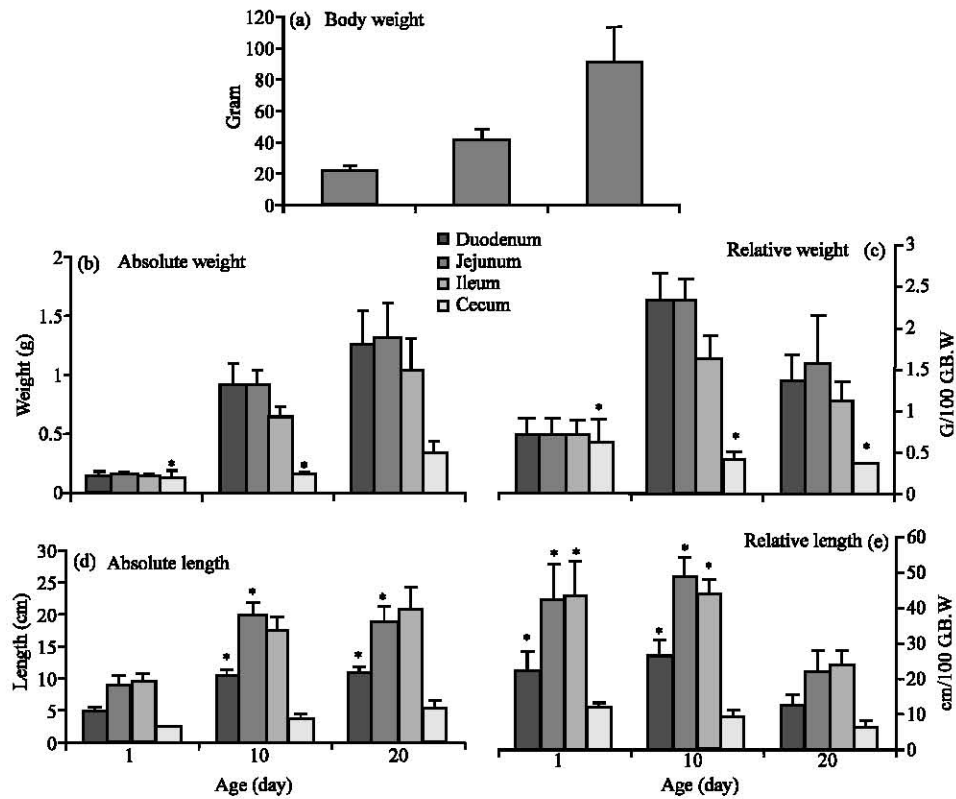 (a) Body weight
120
100
80
60
40
20
0
Gram
Duodenum
Jejunum
Ileum
Cecum
(b) Absolute weight
2
1.5
1
0.5
0
Weight (g)
* *
Relative weight (c)
3
2.5
2
1.5
1
0.5
0
G/100 G.B.W
* * *
(d) Absolute length
30
25
20
15
10
5
0
Length (cm)
* * * *
1 10 20
Age (day)
Relative length (e)
60
50
40
30
20
10
0
cm/100 GB.W
* * * * * *
1 10 20
Age (day)